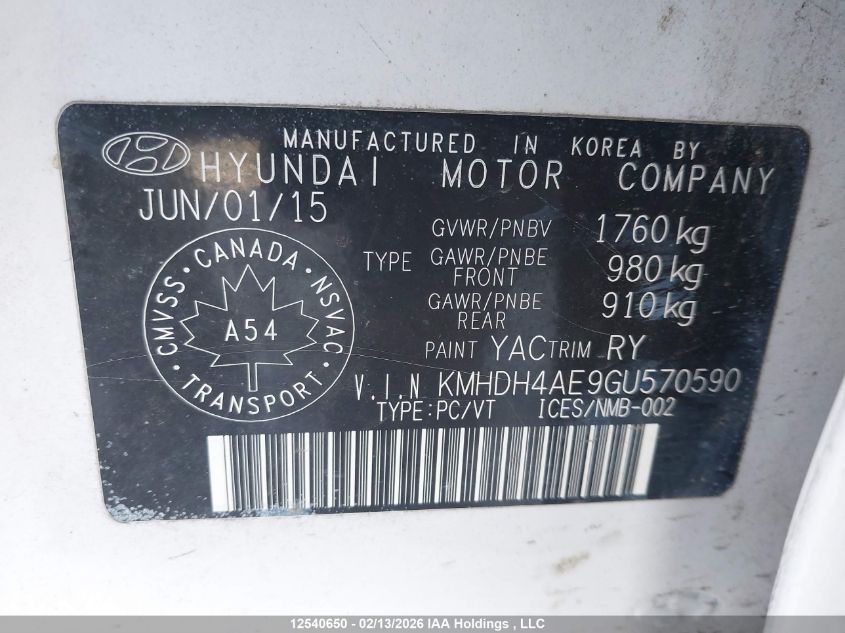 MANUFACTURED IN KOREA BY
HYUNDAI MOTOR COMPANY
JUN/01/15
GVWR/PNBV 1760 kg
TYPE GAWR/PNBE FRONT 980 kg
GAWR/PNBE REAR 910 kg
CMVSS · CANADA · NSVAC · TRANSPORT ·
A54
PAINT YAC TRIM RY
V.I.N KMHDH4AE9GU570590
TYPE:PC/VT ICES/NMB-002
12540650 - 02/13/2026 IAA Holdings , LLC